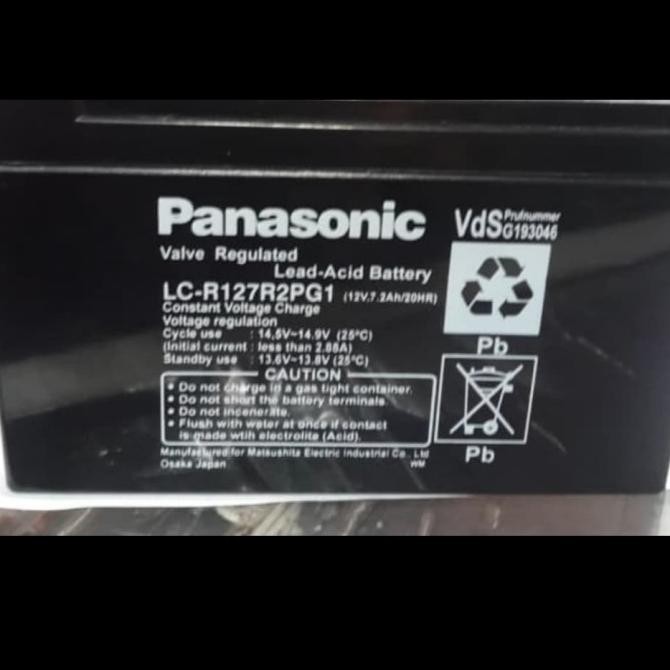 Panasonic
VdS Prufnummer
G193046
Valve Regulated
Lead-Acid Battery
LC-R127R2PG1 (12V,7.2Ah/20HR)
Constant Voltage Charge
Voltage regulation
Cycle use : 14.5V~14.9V (25°C)
(Initial current : less than 2.88A)
Standby use : 13.6V~13.8V (25°C)
Pb
CAUTION
• Do not charge in a gas tight container.
• Do not short the battery terminals.
• Do not incenerate.
• Flush with water at once if contact
is made wtih electrolite (Acid).
Pb
Manufactured for Matsushita Electric Industrial Co., Ltd
Osaka Japan
WM